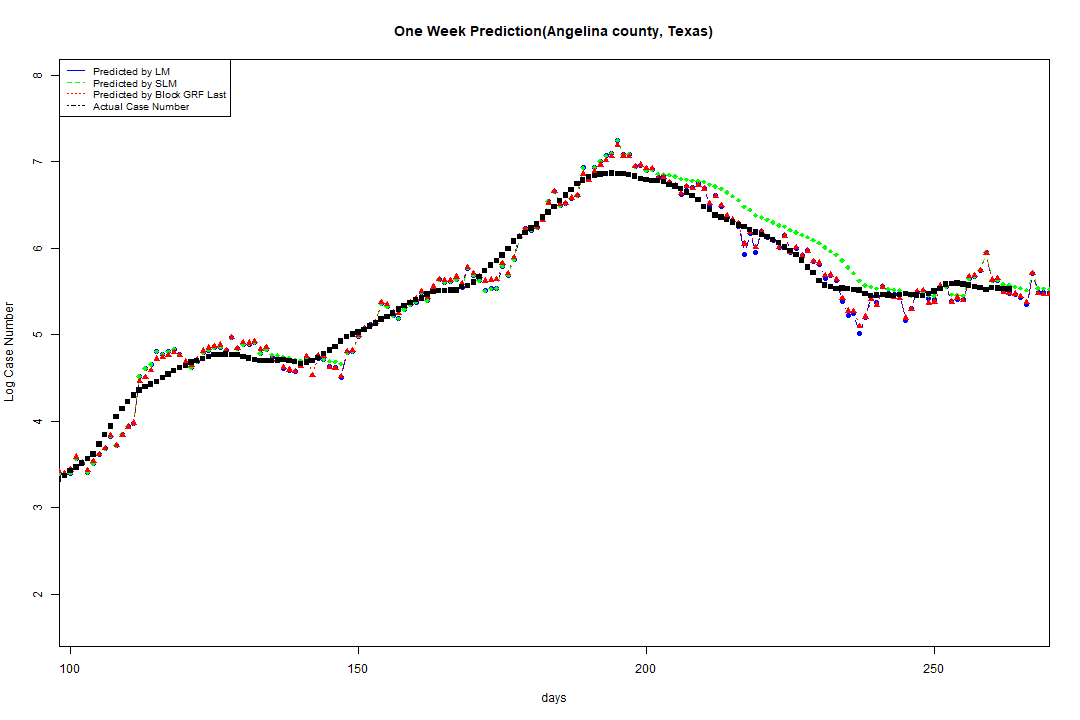 One Week Prediction(Angelina county, Texas)
Predicted by LM
Predicted by SLM
Predicted by Block GRF Last
Actual Case Number
8
7
6
5
4
3
2
Log Case Number
100 150 200 250
days